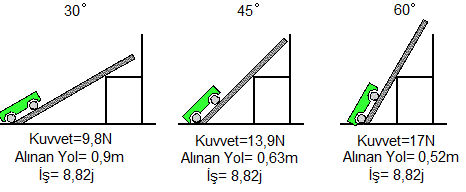 30°
45°
60°
Kuvvet=9,8N
Alınan Yol= 0,9m
İş= 8,82j
Kuvvet=13,9N
Alınan Yol= 0,63m
İş= 8,82j
Kuvvet=17N
Alınan Yol= 0,52m
İş= 8,82j